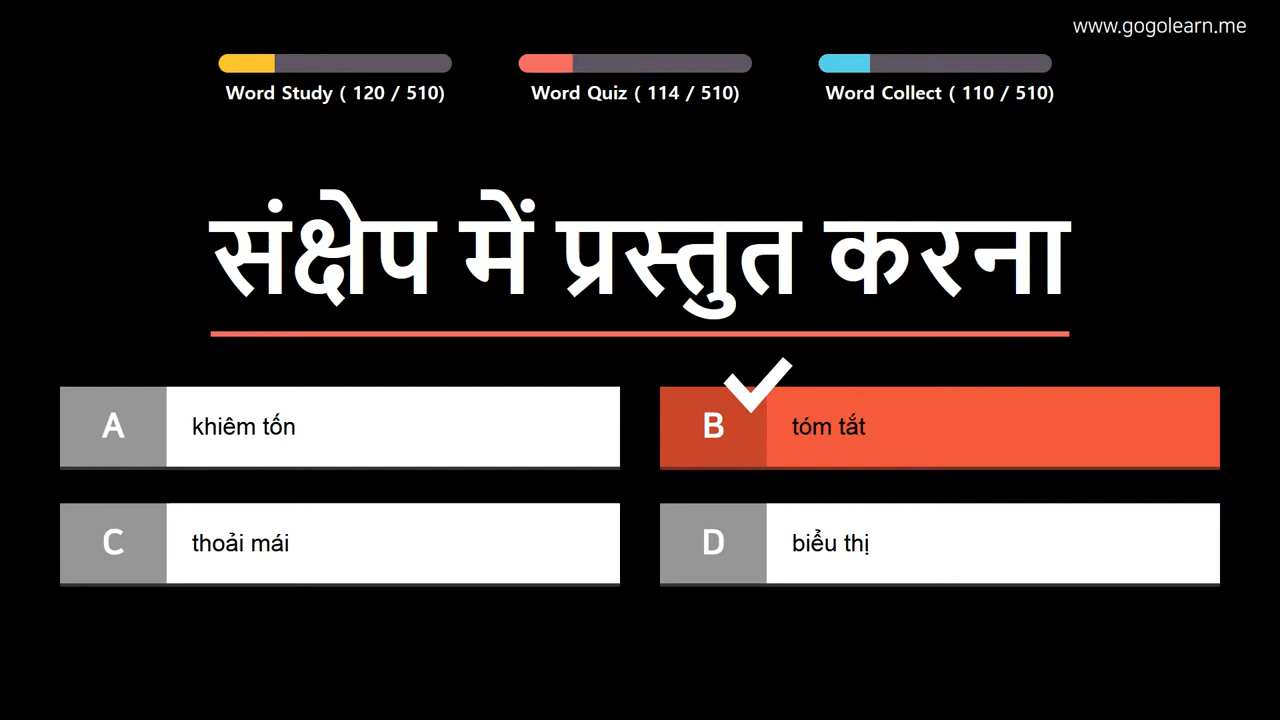 www.gogolearn.me
Word Study ( 120 / 510)
Word Quiz ( 114 / 510)
Word Collect ( 110 / 510)
संक्षेप में प्रस्तुत करना
A
khiêm tốn
B
tóm tắt
C
thoải mái
D
biểu thị